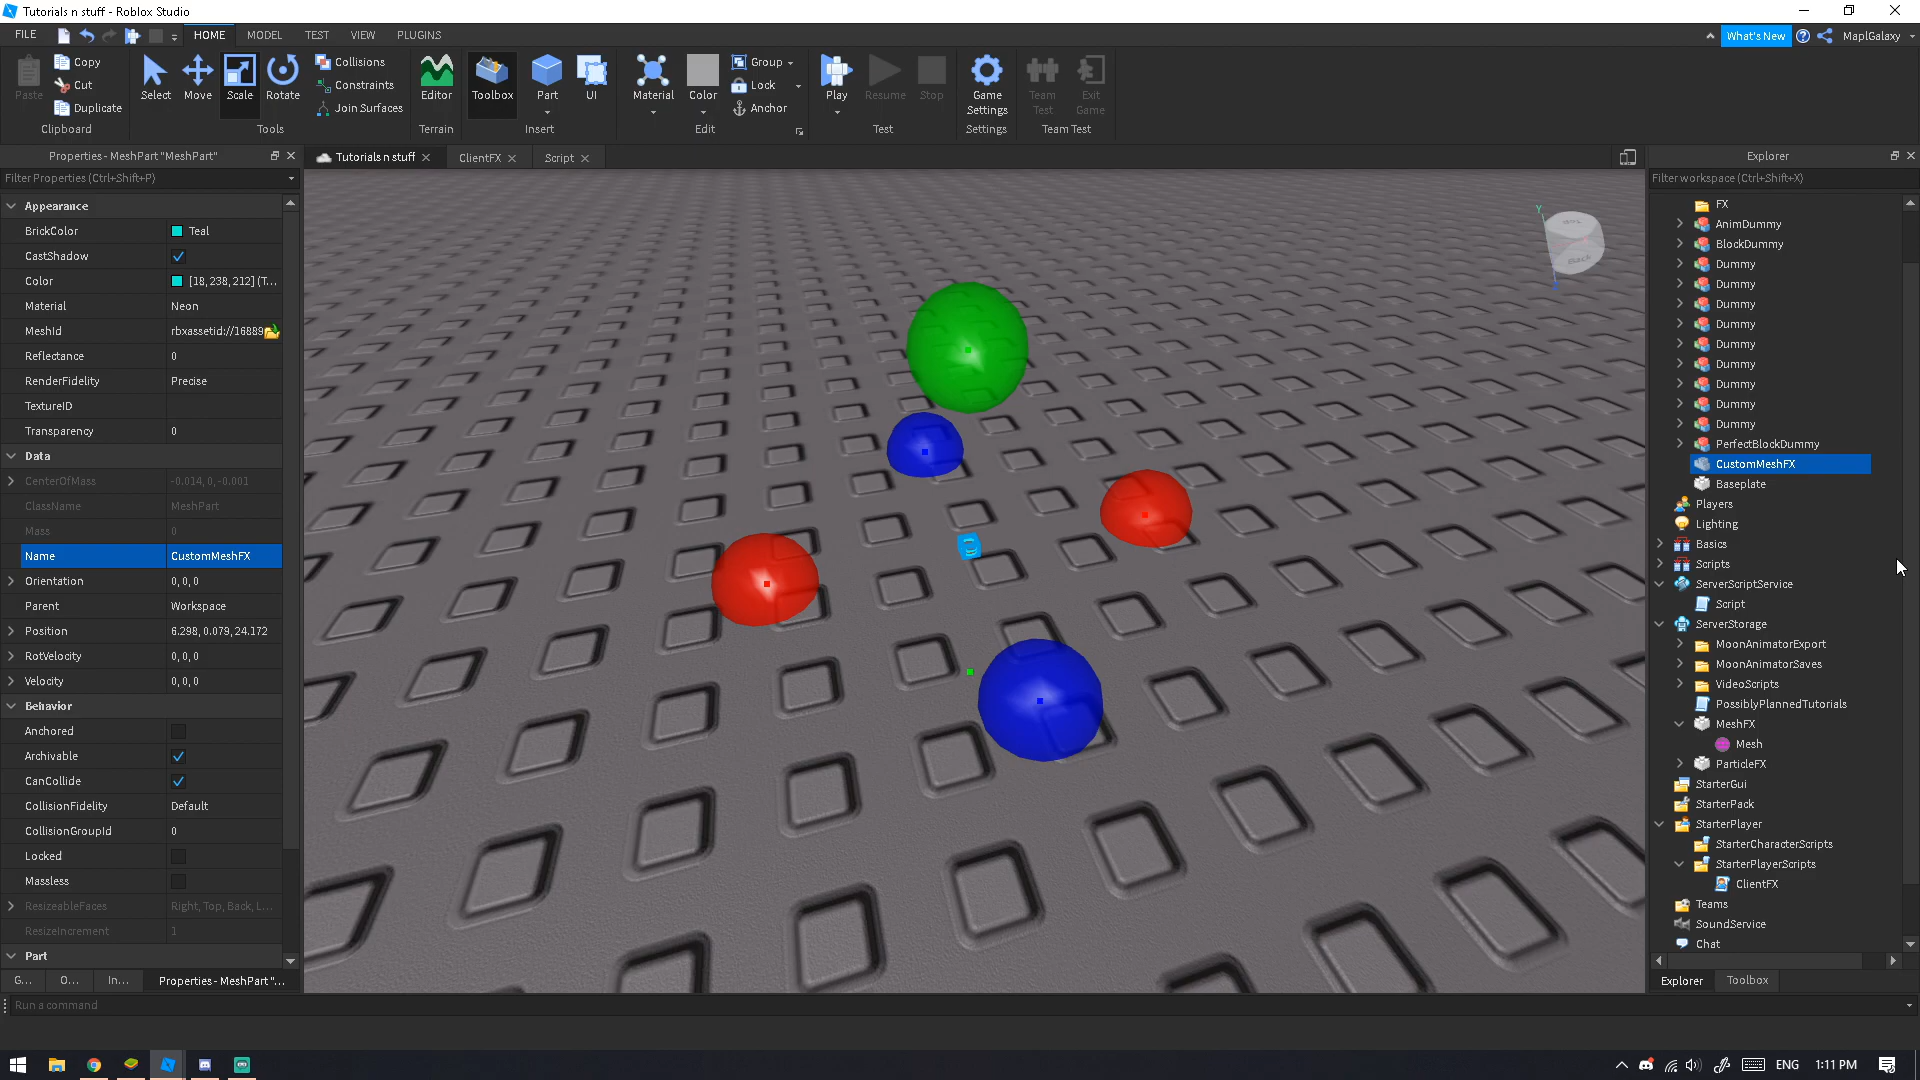 Tutorials n stuff - Roblox Studio
FILE HOME MODEL TEST VIEW PLUGINS What's New MaplGalaxy
Paste Copy Cut Duplicate Clipboard
Select Move Scale Rotate Collisions Constraints Join Surfaces Tools
Editor Terrain
Toolbox Part UI Insert
Material Color Group Lock Anchor Edit
Play Resume Stop Test
Game Settings Settings
Team Test Exit Game Team Test
Properties - MeshPart "MeshPart"
Filter Properties (Ctrl+Shift+P)
Appearance
BrickColor Teal
CastShadow
Color [18, 238, 212] (T...
Material Neon
MeshId rbxassetid://16889
Reflectance 0
RenderFidelity Precise
TextureID
Transparency 0
Data
CenterOfMass -0.014, 0, -0.001
ClassName MeshPart
Mass 0
Name CustomMeshFX
Orientation 0, 0, 0
Parent Workspace
Position 6.298, 0.079, 24.172
RotVelocity 0, 0, 0
Velocity 0, 0, 0
Behavior
Anchored
Archivable
CanCollide
CollisionFidelity Default
CollisionGroupId 0
Locked
Massless
ResizeableFaces Right, Top, Back, L...
ResizeIncrement 1
Part
G... O... In... Properties - MeshPart "...
Tutorials n stuff ClientFX Script
Y
Back
Z
Explorer
Filter workspace (Ctrl+Shift+X)
FX
AnimDummy
BlockDummy
Dummy
Dummy
Dummy
Dummy
Dummy
Dummy
Dummy
Dummy
Dummy
PerfectBlockDummy
CustomMeshFX
Baseplate
Players
Lighting
Basics
Scripts
ServerScriptService
Script
ServerStorage
MoonAnimatorExport
MoonAnimatorSaves
VideoScripts
PossiblyPlannedTutorials
MeshFX
Mesh
ParticleFX
StarterGui
StarterPack
StarterPlayer
StarterCharacterScripts
StarterPlayerScripts
ClientFX
Teams
SoundService
Chat
Explorer Toolbox
Run a command
ENG 1:11 PM